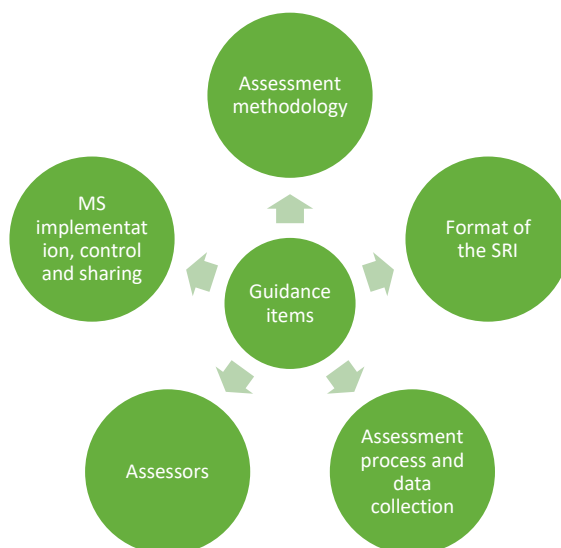 Assessment
methodology
MS
implementat
ion, control
and sharing
Format of
the SRI
Guidance
items
Assessors
Assessment
process and
data
collection